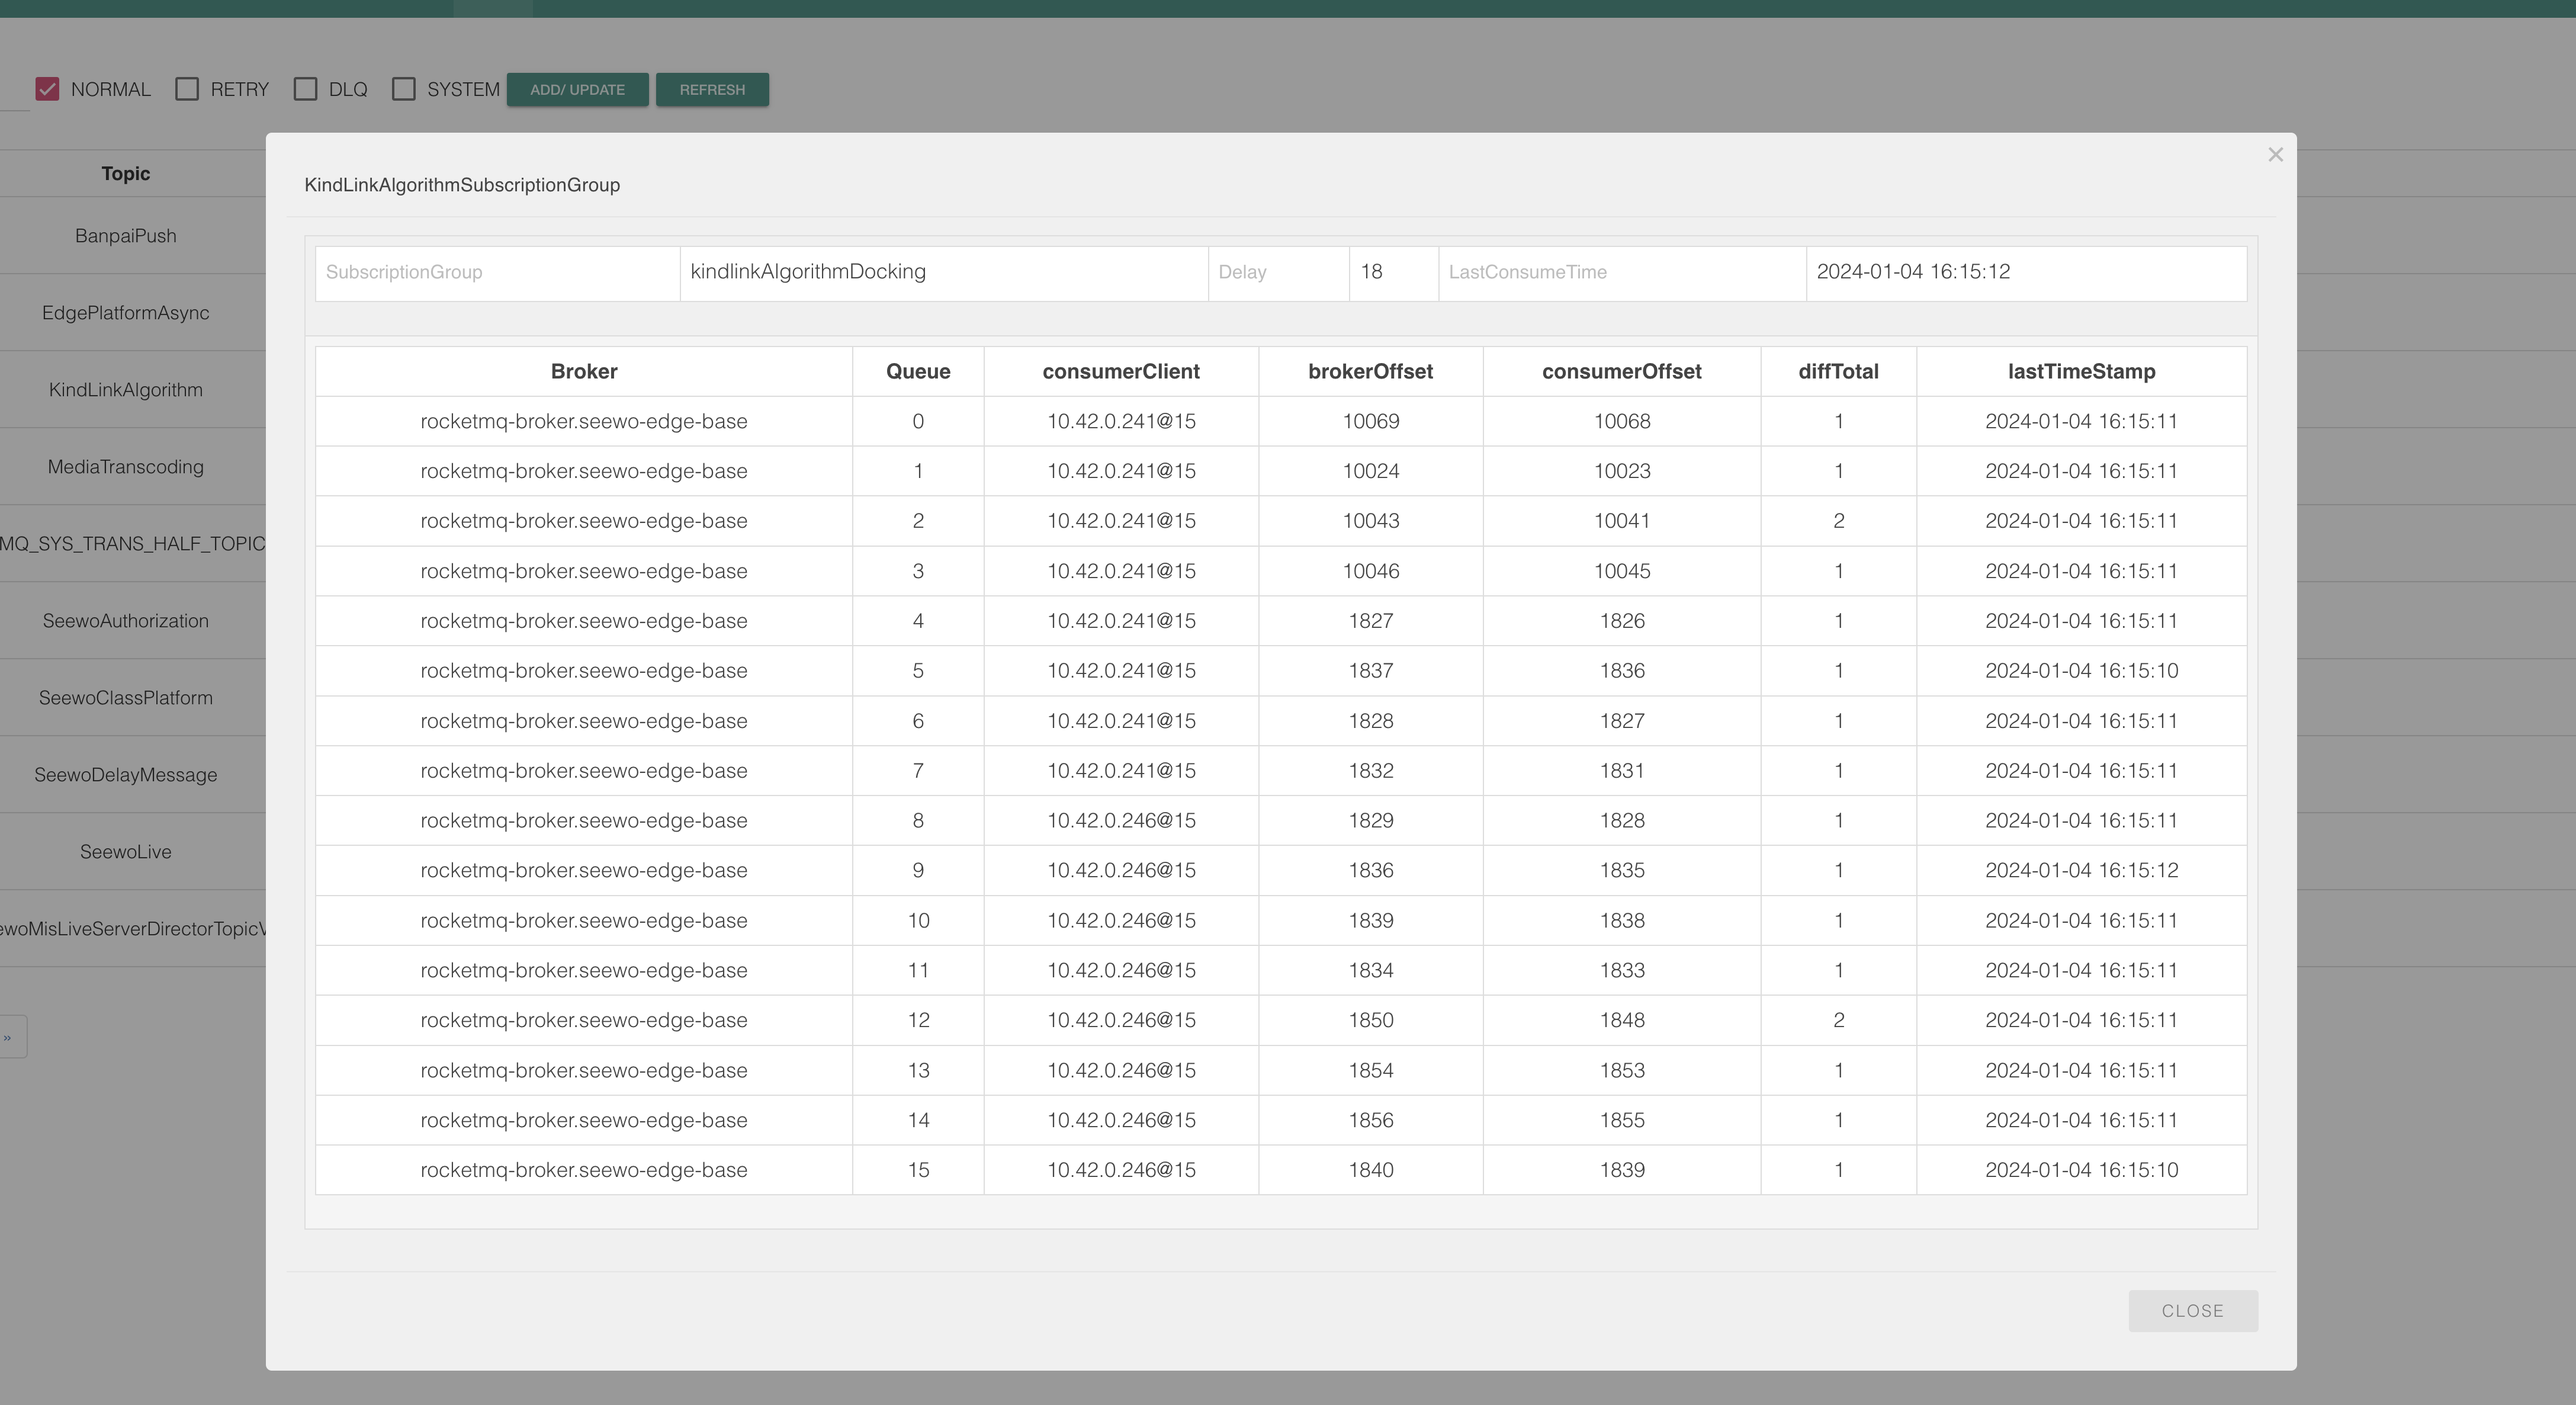 NORMAL RETRY DLQ SYSTEM ADD/ UPDATE REFRESH
Topic
BanpaiPush
EdgePlatformAsync
KindLinkAlgorithm
MediaTranscoding
MQ_SYS_TRANS_HALF_TOPIC
SeewoAuthorization
SeewoClassPlatform
SeewoDelayMessage
SeewoLive
ewoMisLiveServerDirectorTopicV
»
×
KindLinkAlgorithmSubscriptionGroup
SubscriptionGroup kindlinkAlgorithmDocking Delay 18 LastConsumeTime 2024-01-04 16:15:12
Broker Queue consumerClient brokerOffset consumerOffset diffTotal lastTimeStamp
rocketmq-broker.seewo-edge-base 0 10.42.0.241@15 10069 10068 1 2024-01-04 16:15:11
rocketmq-broker.seewo-edge-base 1 10.42.0.241@15 10024 10023 1 2024-01-04 16:15:11
rocketmq-broker.seewo-edge-base 2 10.42.0.241@15 10043 10041 2 2024-01-04 16:15:11
rocketmq-broker.seewo-edge-base 3 10.42.0.241@15 10046 10045 1 2024-01-04 16:15:11
rocketmq-broker.seewo-edge-base 4 10.42.0.241@15 1827 1826 1 2024-01-04 16:15:11
rocketmq-broker.seewo-edge-base 5 10.42.0.241@15 1837 1836 1 2024-01-04 16:15:10
rocketmq-broker.seewo-edge-base 6 10.42.0.241@15 1828 1827 1 2024-01-04 16:15:11
rocketmq-broker.seewo-edge-base 7 10.42.0.241@15 1832 1831 1 2024-01-04 16:15:11
rocketmq-broker.seewo-edge-base 8 10.42.0.246@15 1829 1828 1 2024-01-04 16:15:11
rocketmq-broker.seewo-edge-base 9 10.42.0.246@15 1836 1835 1 2024-01-04 16:15:12
rocketmq-broker.seewo-edge-base 10 10.42.0.246@15 1839 1838 1 2024-01-04 16:15:11
rocketmq-broker.seewo-edge-base 11 10.42.0.246@15 1834 1833 1 2024-01-04 16:15:11
rocketmq-broker.seewo-edge-base 12 10.42.0.246@15 1850 1848 2 2024-01-04 16:15:11
rocketmq-broker.seewo-edge-base 13 10.42.0.246@15 1854 1853 1 2024-01-04 16:15:11
rocketmq-broker.seewo-edge-base 14 10.42.0.246@15 1856 1855 1 2024-01-04 16:15:11
rocketmq-broker.seewo-edge-base 15 10.42.0.246@15 1840 1839 1 2024-01-04 16:15:10
CLOSE